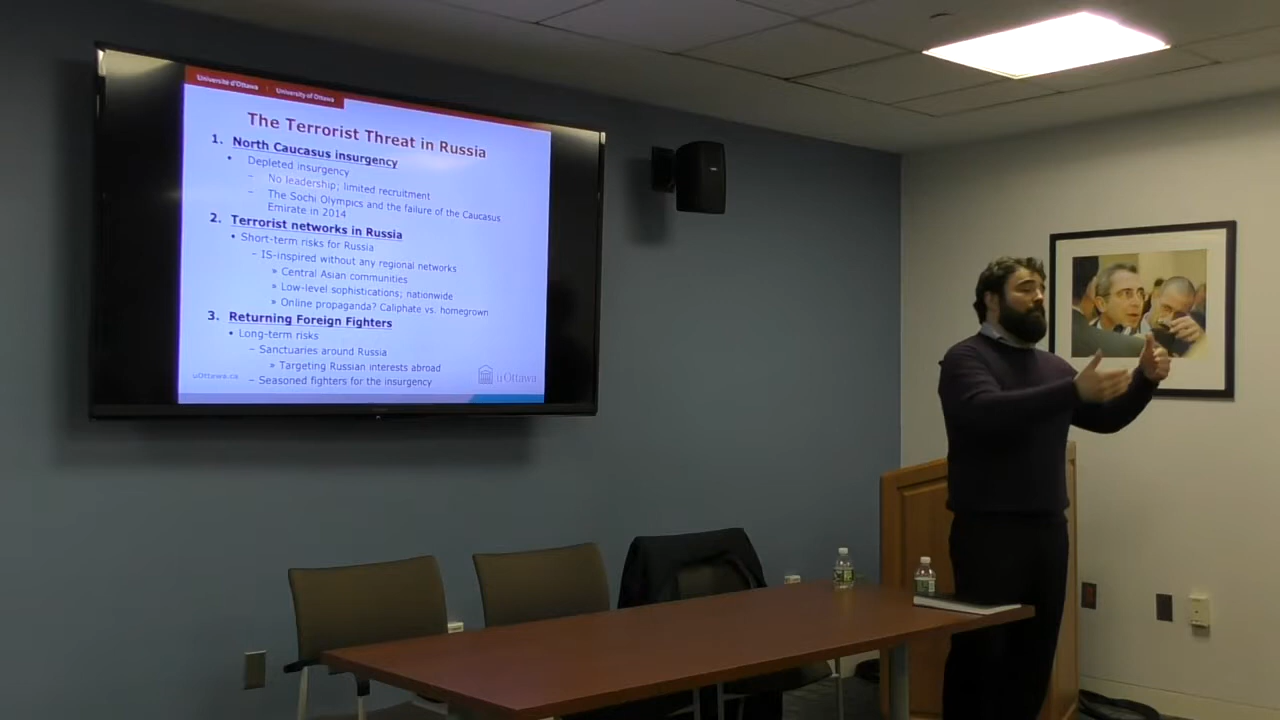 Université d'Ottawa | University of Ottawa
The Terrorist Threat in Russia
1. North Caucasus insurgency
• Depleted insurgency
– No leadership; limited recruitment
– The Sochi Olympics and the failure of the Caucasus
Emirate in 2014
2. Terrorist networks in Russia
• Short-term risks for Russia
– IS-inspired without any regional networks
» Central Asian communities
» Low-level sophistications; nationwide
» Online propaganda? Caliphate vs. homegrown
3. Returning Foreign Fighters
• Long-term risks
– Sanctuaries around Russia
» Targeting Russian interests abroad
– Seasoned fighters for the insurgency
uOttawa.ca
uOttawa